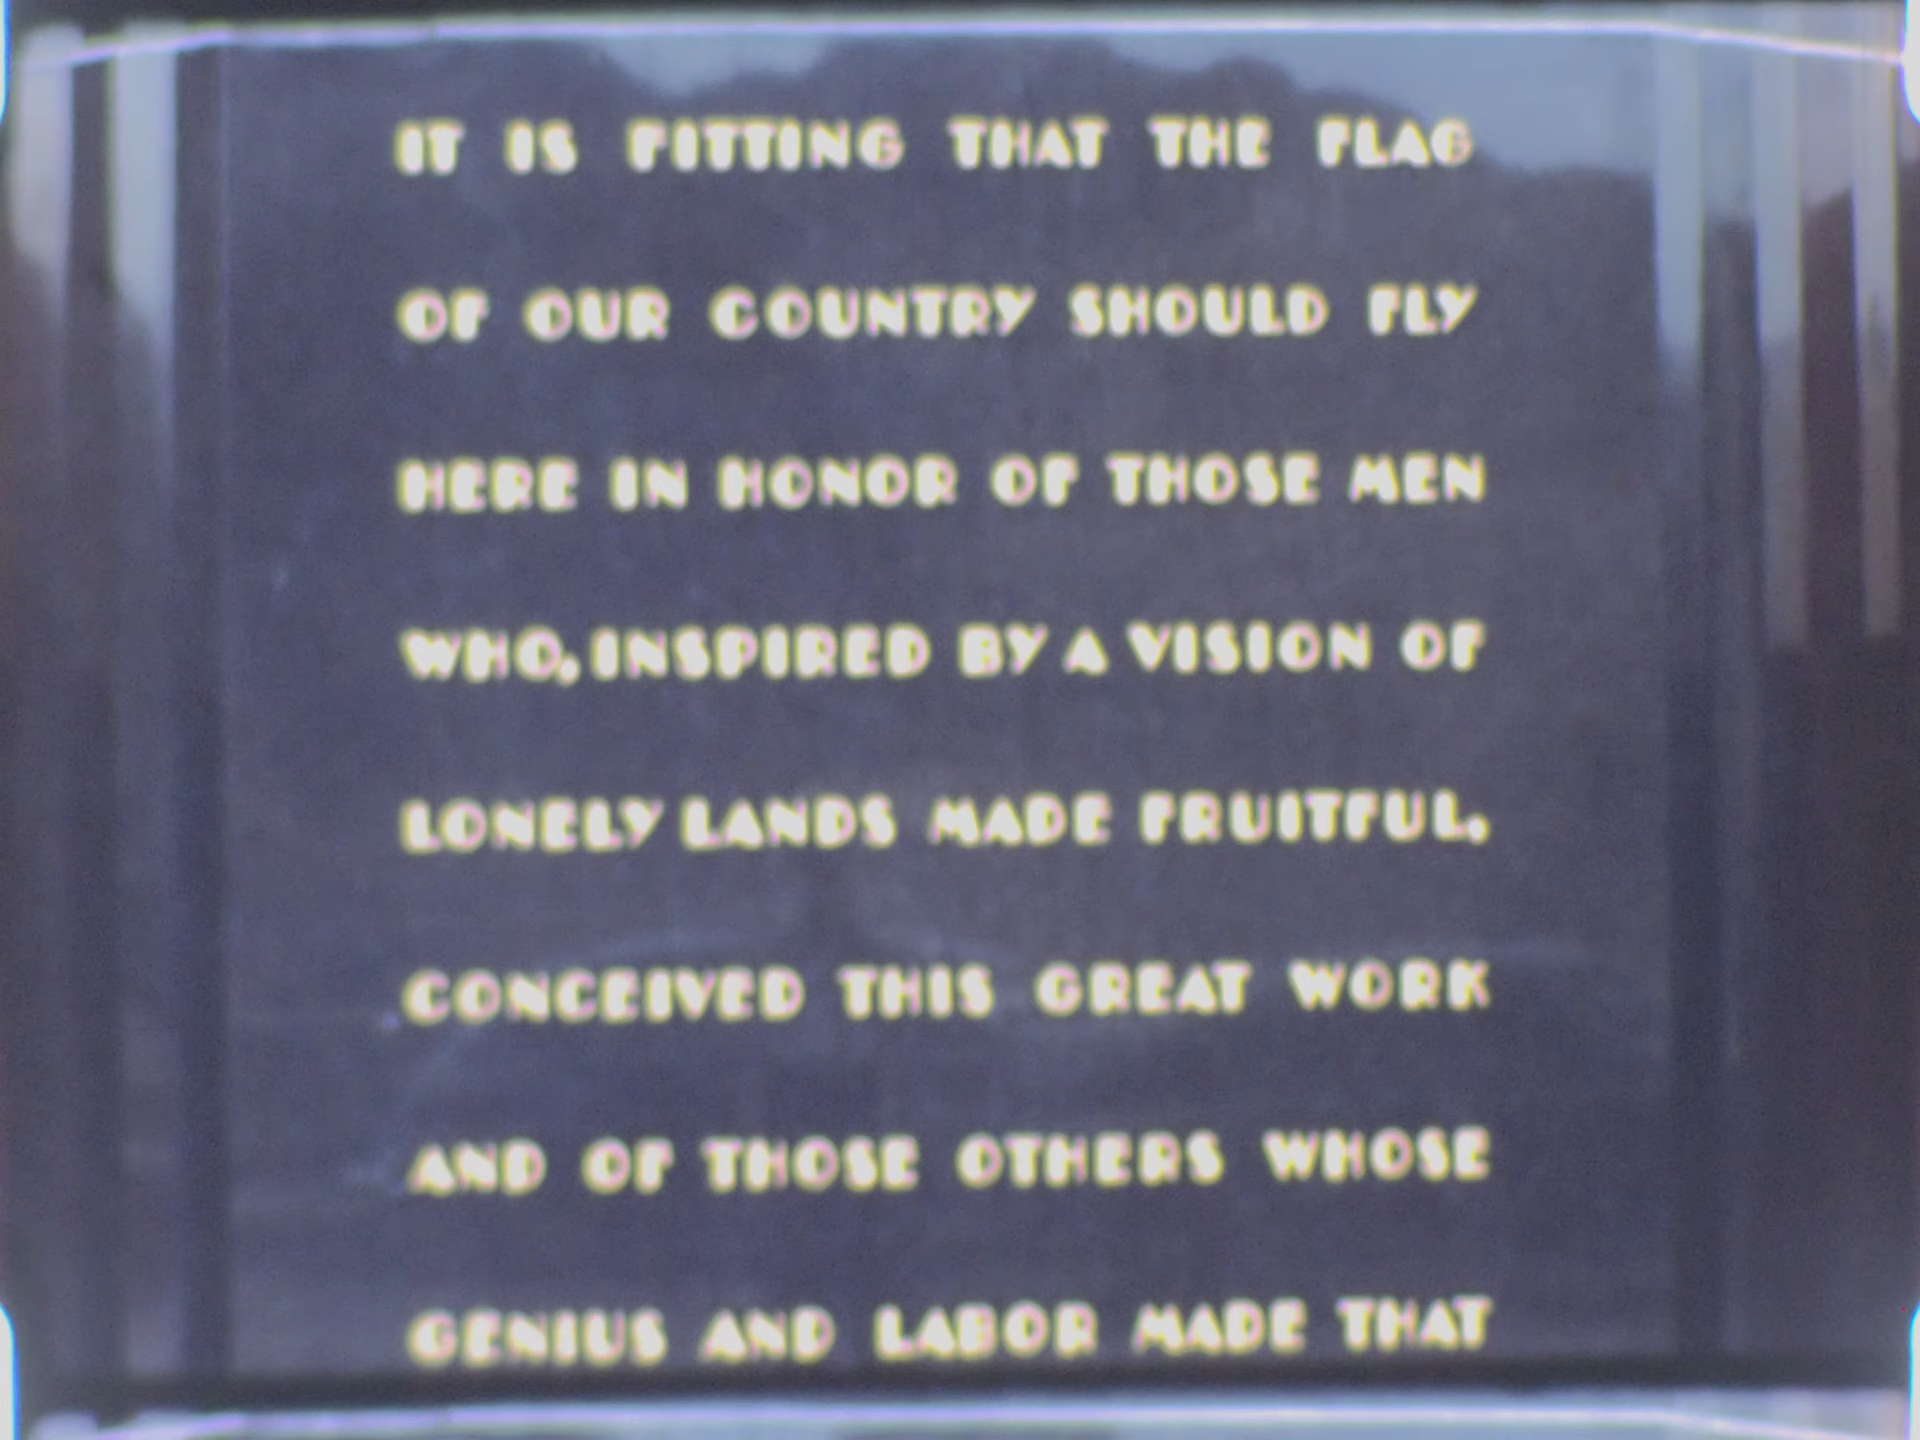 IT IS FITTING THAT THE FLAG
OF OUR COUNTRY SHOULD FLY
HERE IN HONOR OF THOSE MEN
WHO, INSPIRED BY A VISION OF
LONELY LANDS MADE FRUITFUL,
CONCEIVED THIS GREAT WORK
AND OF THOSE OTHERS WHOSE
GENIUS AND LABOR MADE THAT